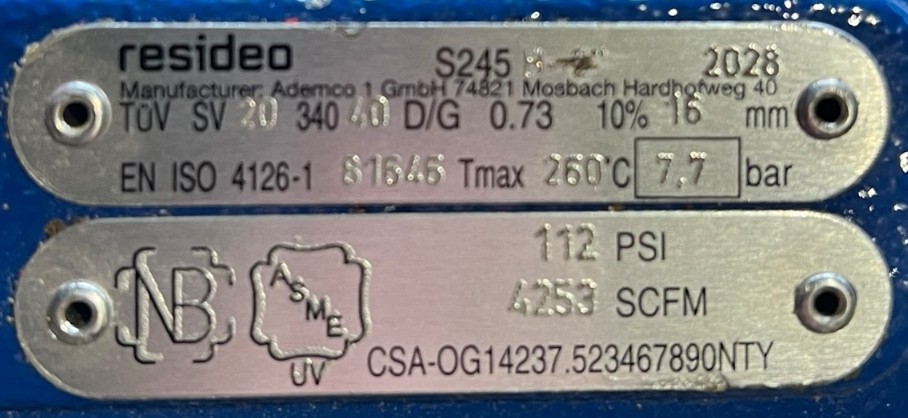 resideo S245 2028
Manufacturer: Ademco 1 GmbH 74821 Mosbach Hardhofweg 40
TÜV SV 20 340 40 D/G 0.73 10% 16 mm
EN ISO 4126-1 81646 Tmax 260°C 7,7 bar
112 PSI
4253 SCFM
NB ASME
UV CSA-OG14237.523467890NTY